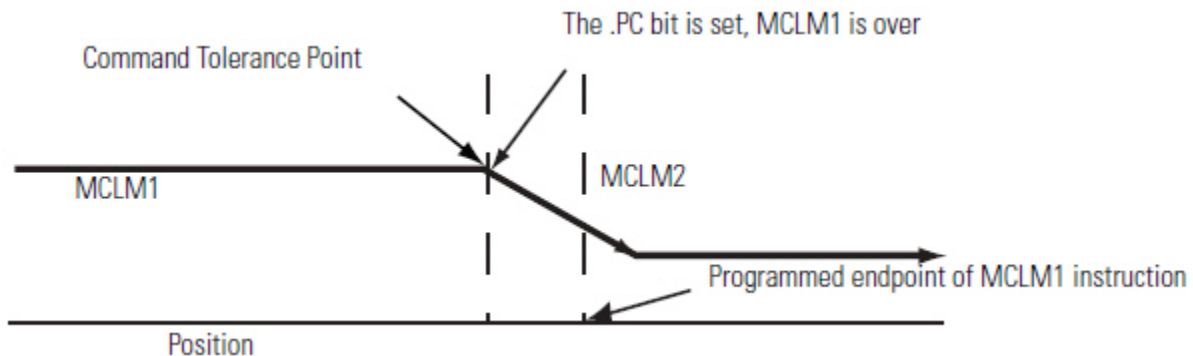 The .PC bit is set, MCLM1 is over
Command Tolerance Point
MCLM1
MCLM2
Programmed endpoint of MCLM1 instruction
Position